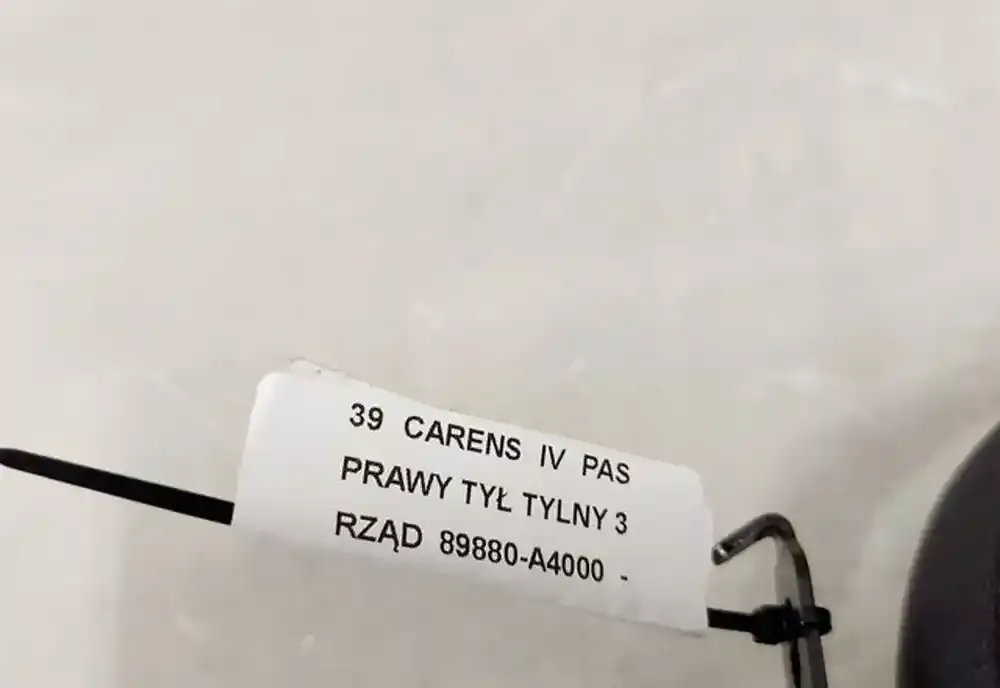 39 CARENS IV PAS
PRAWY TYŁ TYLNY 3
RZĄD 89880-A4000 -